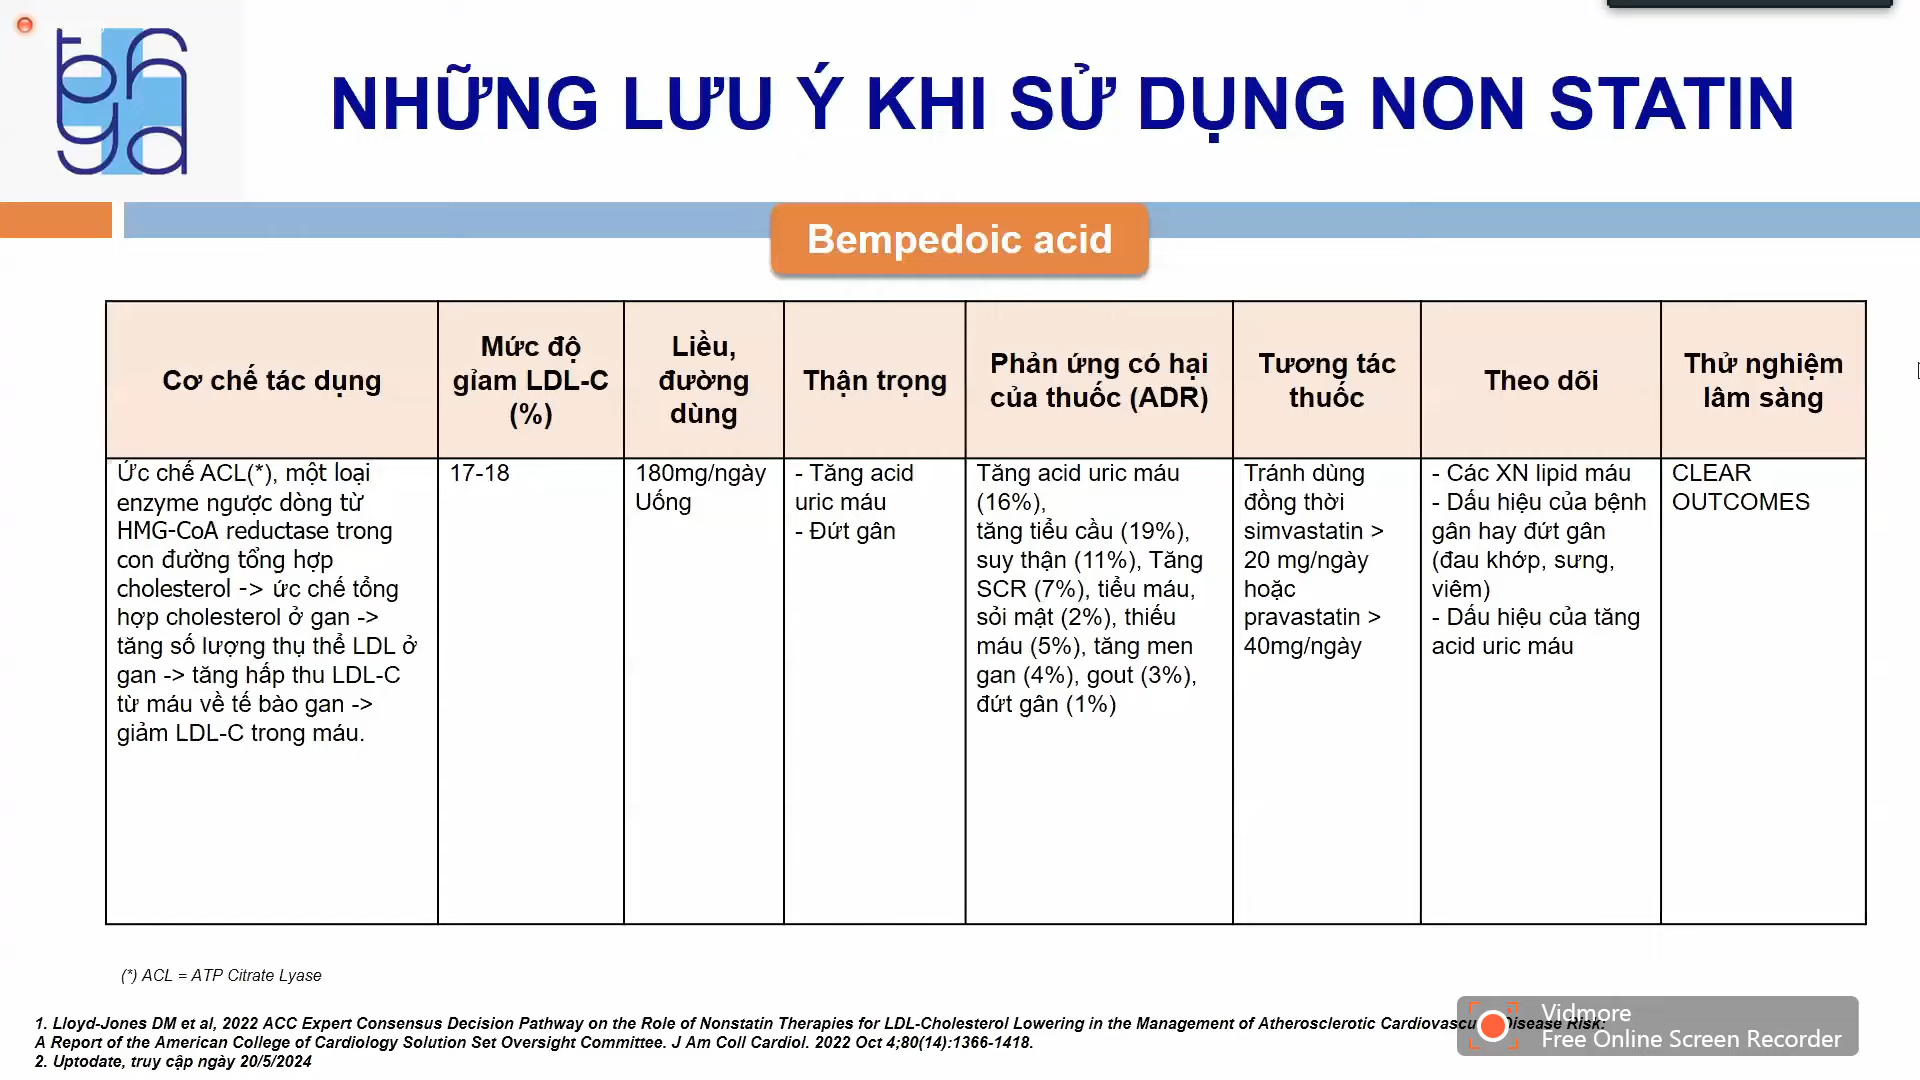 NHỮNG LƯU Ý KHI SỬ DỤNG NON STATIN
Bempedoic acid
Cơ chế tác dụng
Mức độ
giảm LDL-C
(%)
Liều,
đường
dùng
Thận trọng
Phản ứng có hại
của thuốc (ADR)
Tương tác
thuốc
Theo dõi
Thử nghiệm
lâm sàng
Ức chế ACL(*), một loại
enzyme ngược dòng từ
HMG-CoA reductase trong
con đường tổng hợp
cholesterol -> ức chế tổng
hợp cholesterol ở gan ->
tăng số lượng thụ thể LDL ở
gan -> tăng hấp thu LDL-C
từ máu về tế bào gan ->
giảm LDL-C trong máu.
17-18
180mg/ngày
Uống
- Tăng acid
uric máu
- Đứt gân
Tăng acid uric máu
(16%),
tăng tiểu cầu (19%),
suy thận (11%), Tăng
SCR (7%), tiểu máu,
sỏi mật (2%), thiếu
máu (5%), tăng men
gan (4%), gout (3%),
đứt gân (1%)
Tránh dùng
đồng thời
simvastatin >
20 mg/ngày
hoặc
pravastatin >
40mg/ngày
- Các XN lipid máu
- Dấu hiệu của bệnh
gân hay đứt gân
(đau khớp, sưng,
viêm)
- Dấu hiệu của tăng
acid uric máu
CLEAR
OUTCOMES
(*) ACL = ATP Citrate Lyase
1. Lloyd-Jones DM et al, 2022 ACC Expert Consensus Decision Pathway on the Role of Nonstatin Therapies for LDL-Cholesterol Lowering in the Management of Atherosclerotic Disease Risk:
A Report of the American College of Cardiology Solution Set Oversight Committee. J Am Coll Cardiol. 2022 Oct 4;80(14):1366-1418.
2. Uptodate, truy cập ngày 20/5/2024
Vidmore
Free Online Screen Recorder